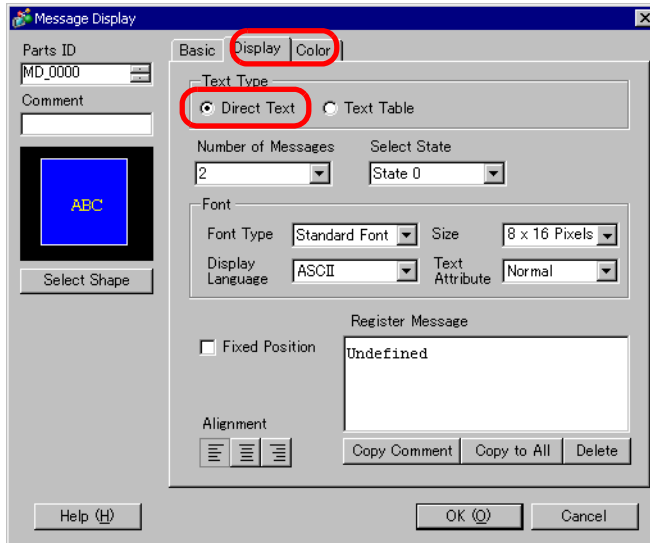 Message Display
Parts ID
MD_0000
Comment
ABC
Select Shape
Basic Display Color
Text Type
Direct Text Text Table
Number of Messages Select State
2 State 0
Font
Font Type Standard Font Size 8 x 16 Pixels
Display Language ASCII Text Attribute Normal
Register Message
Fixed Position
Undefined
Alignment
Copy Comment Copy to All Delete
Help (H) OK (O) Cancel